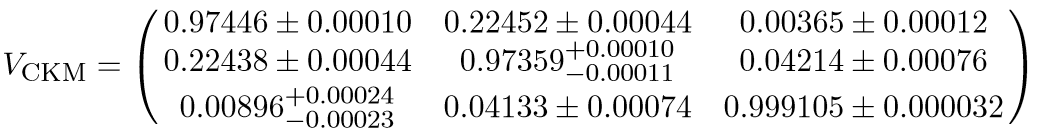 0.97446 ± 0.00010 0.22452 ± 0.00044 0.00365 ± 0.00012
V_CKM = ( 0.22438 ± 0.00044 0.97359^{+0.00010}_{-0.00011} 0.04214 ± 0.00076 )
0.00896^{+0.00024}_{-0.00023} 0.04133 ± 0.00074 0.999105 ± 0.000032